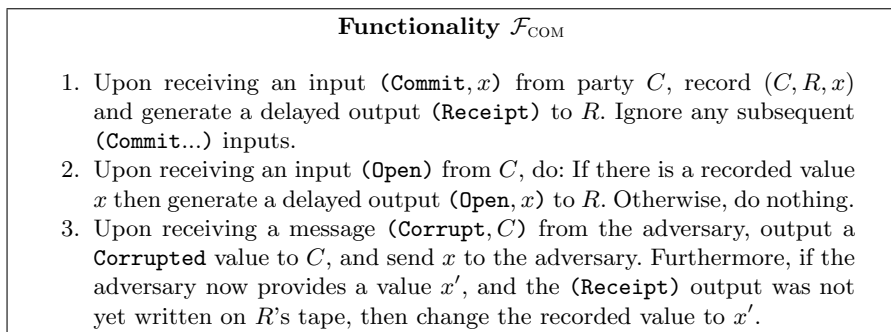 Functionality F_COM
1. Upon receiving an input (Commit, x) from party C, record (C, R, x)
and generate a delayed output (Receipt) to R. Ignore any subsequent
(Commit...) inputs.
2. Upon receiving an input (Open) from C, do: If there is a recorded value
x then generate a delayed output (Open, x) to R. Otherwise, do nothing.
3. Upon receiving a message (Corrupt, C) from the adversary, output a
Corrupted value to C, and send x to the adversary. Furthermore, if the
adversary now provides a value x′, and the (Receipt) output was not
yet written on R's tape, then change the recorded value to x′.